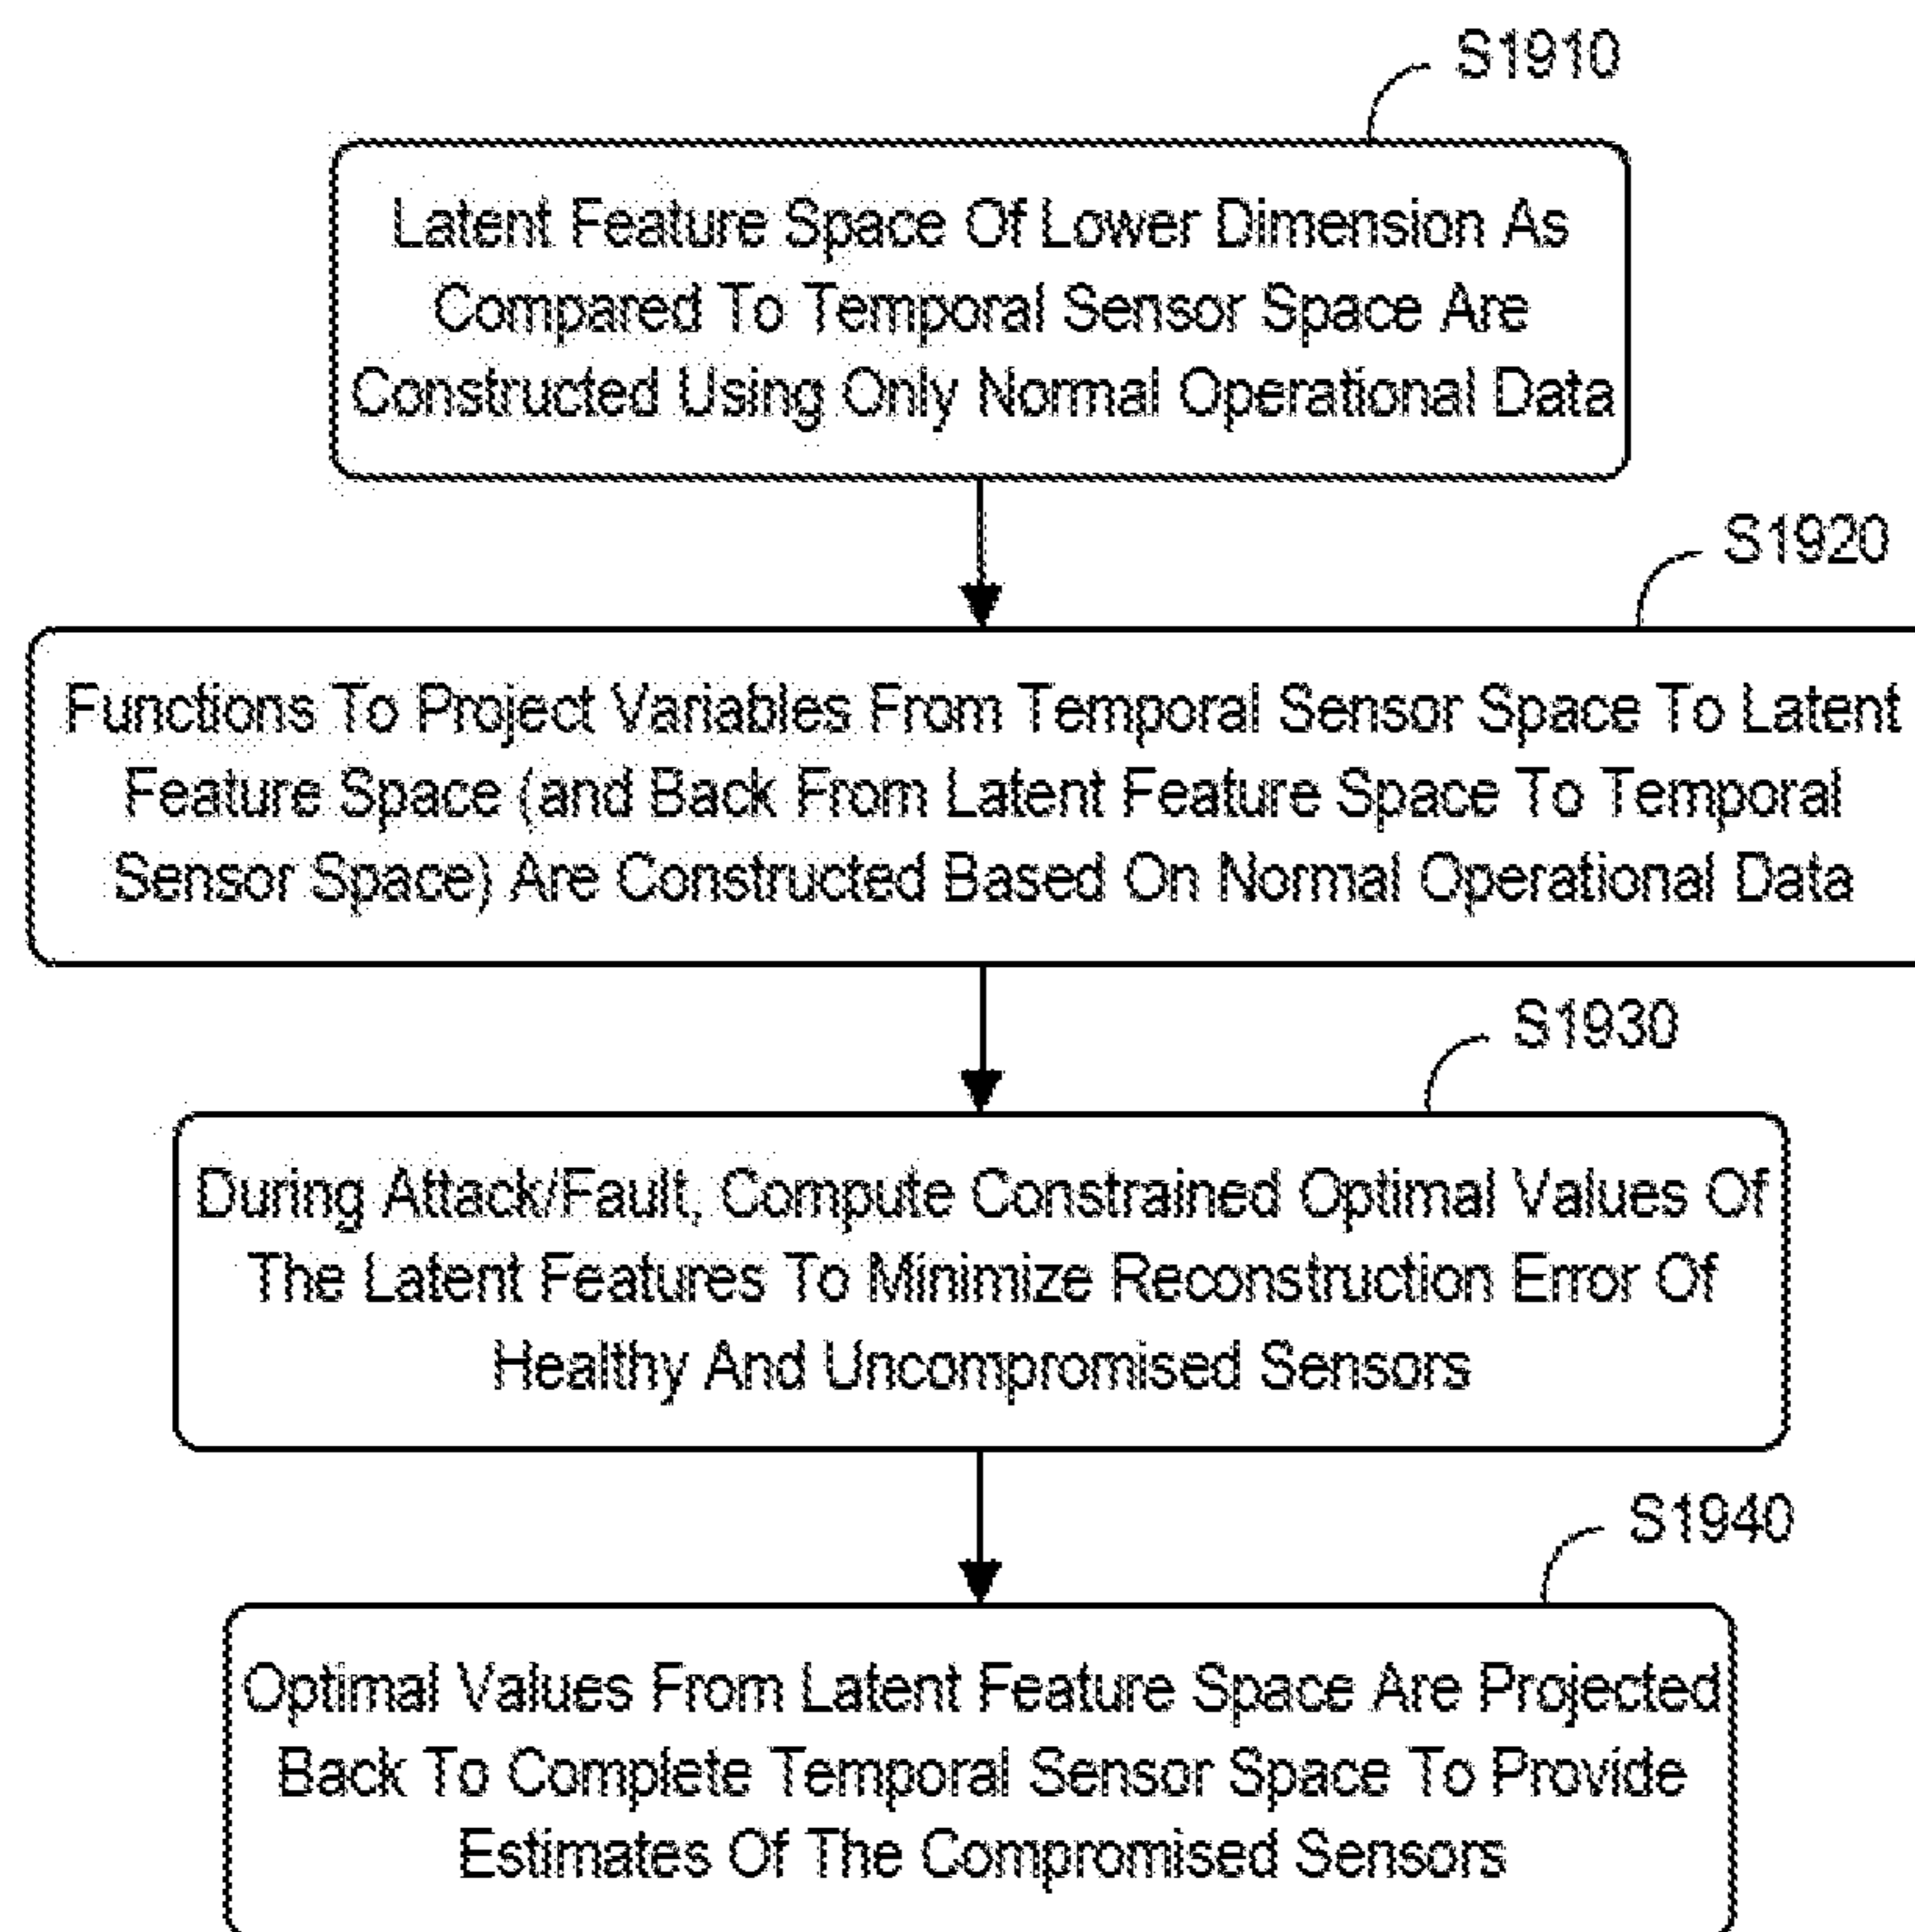 S1910
Latent Feature Space Of Lower Dimension As
Compared To Temporal Sensor Space Are
Constructed Using Only Normal Operational Data
S1920
Functions To Project Variables From Temporal Sensor Space To Latent
Feature Space (and Back From Latent Feature Space To Temporal
Sensor Space) Are Constructed Based On Normal Operational Data
S1930
During Attack/Fault, Compute Constrained Optimal Values Of
The Latent Features To Minimize Reconstruction Error Of
Healthy And Uncompromised Sensors
S1940
Optimal Values From Latent Feature Space Are Projected
Back To Complete Temporal Sensor Space To Provide
Estimates Of The Compromised Sensors